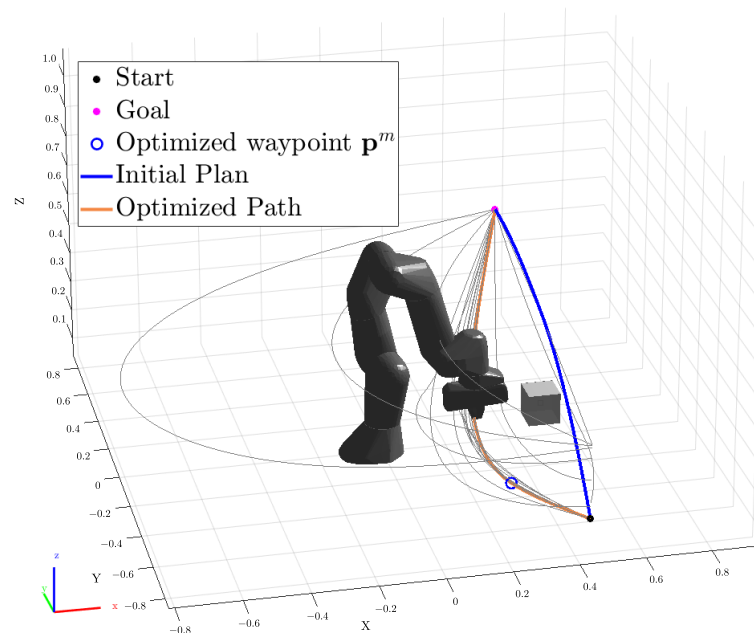 1.0
0.9
0.8
0.7
0.6
0.5
0.4
0.3
0.2
0.1
Z
Start
Goal
Optimized waypoint p^m
Initial Plan
Optimized Path
0.8
0.6
0.4
0.2
0
−0.2
−0.4
−0.6
−0.8
Y
−0.8
−0.6
−0.4
−0.2
0
0.2
0.4
0.6
0.8
X
z
y
x